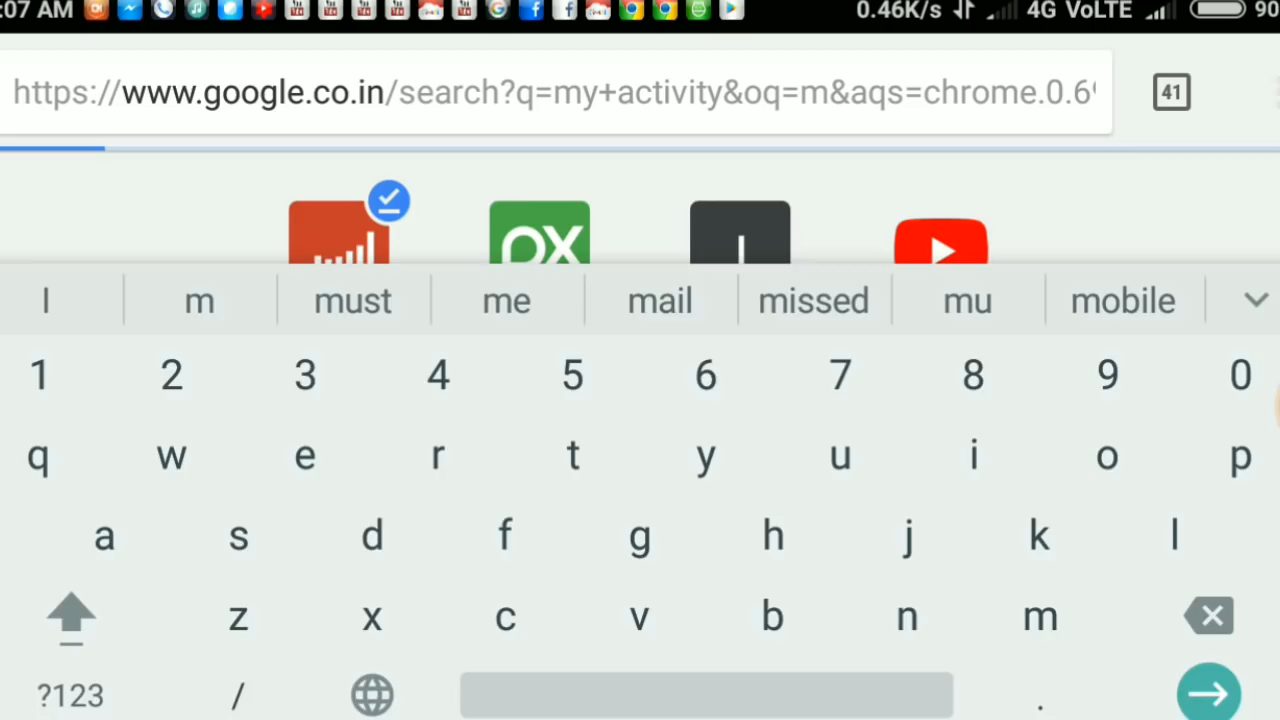 :07 AM 0.46K/s 4G VoLTE 90
https://www.google.co.in/search?q=my+activity&oq=m&aqs=chrome.0.69 41
I m must me mail missed mu mobile
1 2 3 4 5 6 7 8 9 0
q w e r t y u i o p
a s d f g h j k l
z x c v b n m
?123 / .